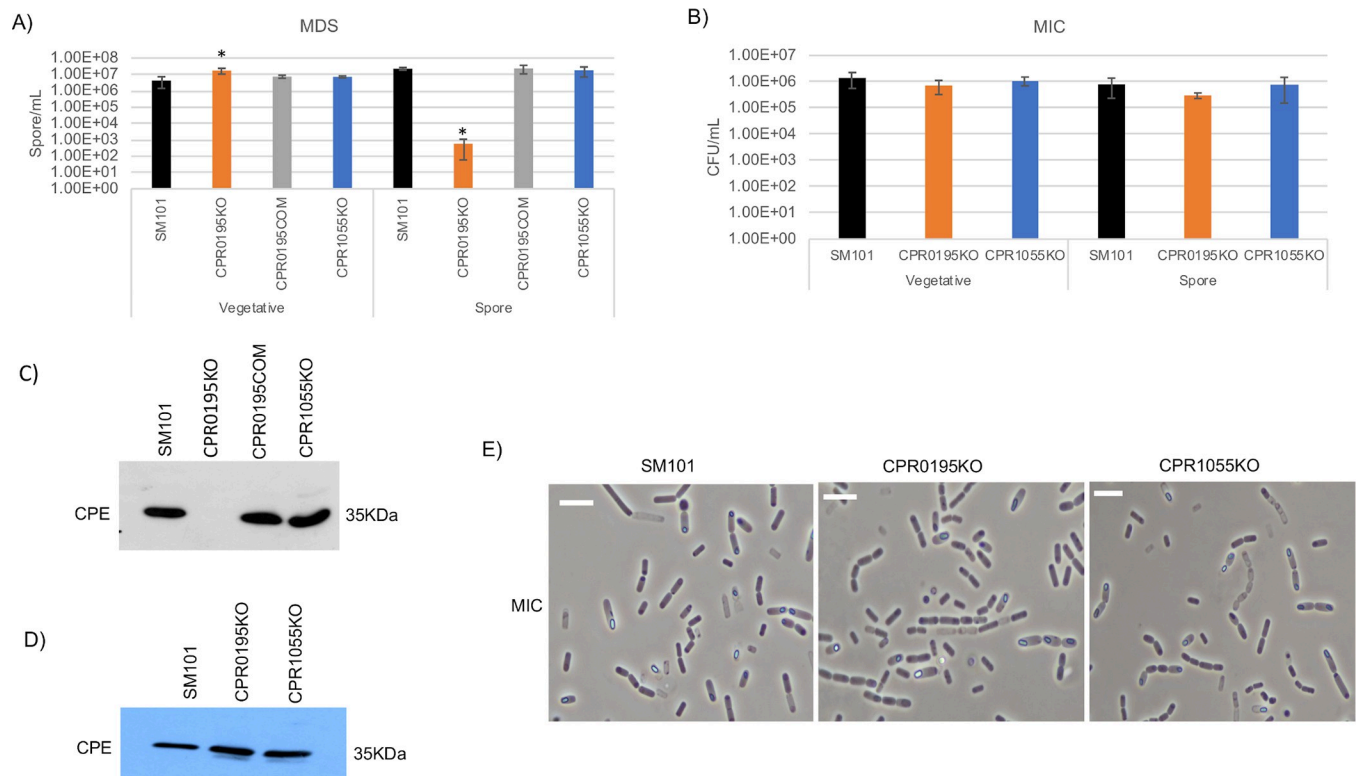 A)
MDS
Spore/mL
1.00E+08
1.00E+07
1.00E+06
1.00E+05
1.00E+04
1.00E+03
1.00E+02
1.00E+01
1.00E+00
*
*
SM101
CPR0195KO
CPR0195COM
CPR1055KO
SM101
CPR0195KO
CPR0195COM
CPR1055KO
Vegetative
Spore
B)
MIC
CFU/mL
1.00E+07
1.00E+06
1.00E+05
1.00E+04
1.00E+03
1.00E+02
1.00E+01
1.00E+00
SM101 CPR0195KO CPR1055KO SM101 CPR0195KO CPR1055KO
Vegetative Spore
C)
SM101
CPR0195KO
CPR0195COM
CPR1055KO
CPE 35KDa
D)
SM101
CPR0195KO
CPR1055KO
CPE 35KDa
E)
SM101 CPR0195KO CPR1055KO
MIC